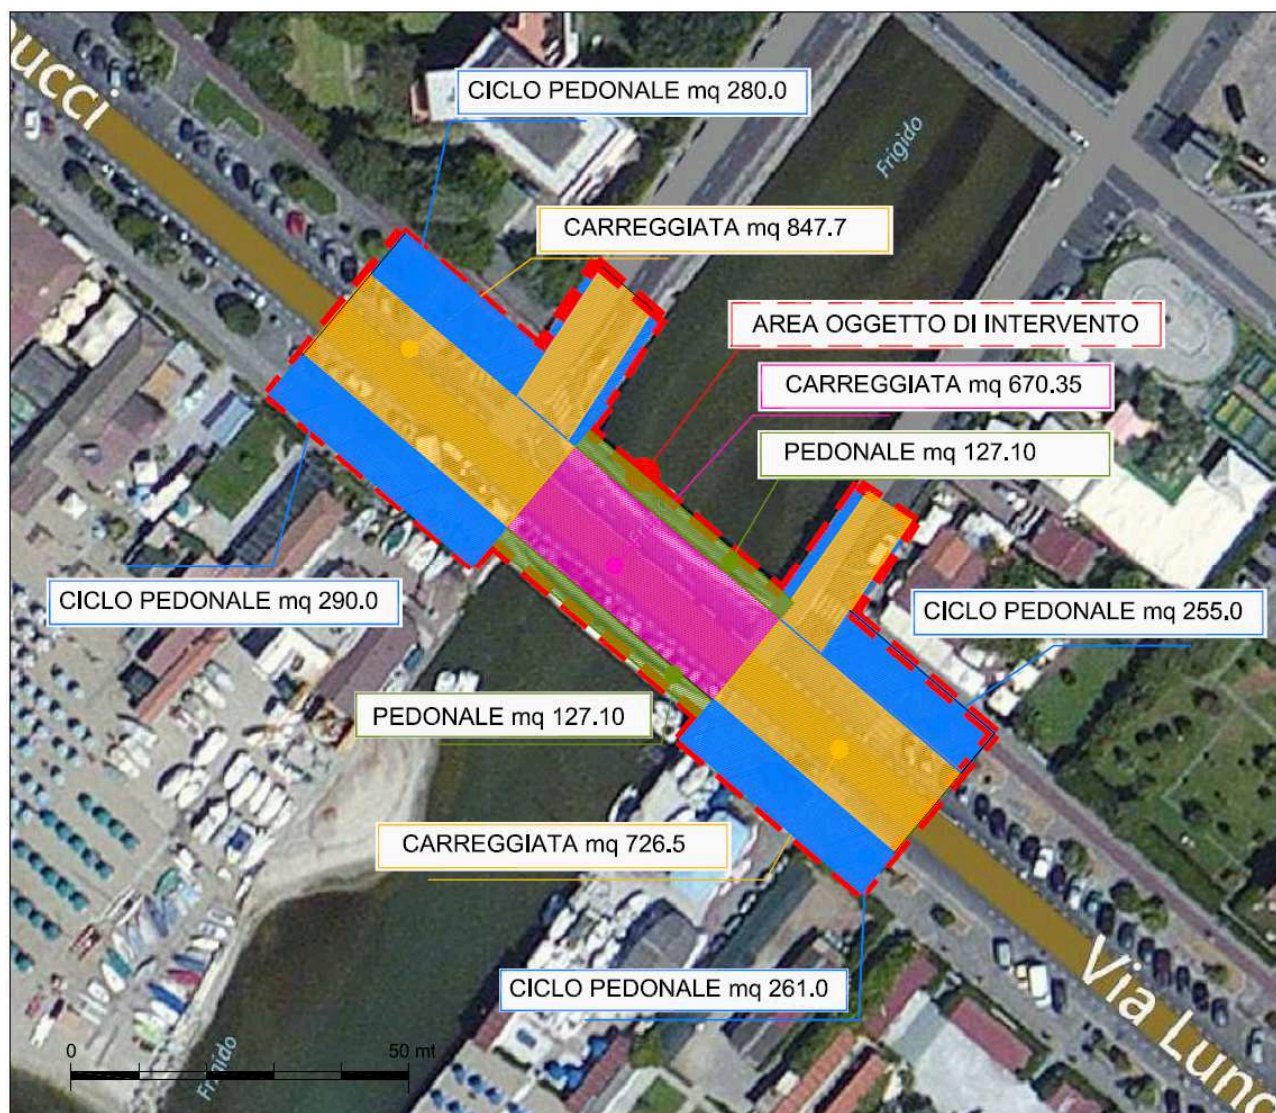 ucci
CICLO PEDONALE mq 280.0
Frigido
CARREGGIATA mq 847.7
AREA OGGETTO DI INTERVENTO
CARREGGIATA mq 670.35
PEDONALE mq 127.10
CICLO PEDONALE mq 290.0
CICLO PEDONALE mq 255.0
PEDONALE mq 127.10
CARREGGIATA mq 726.5
CICLO PEDONALE mq 261.0
Via Lung
0 50 mt
Frigido